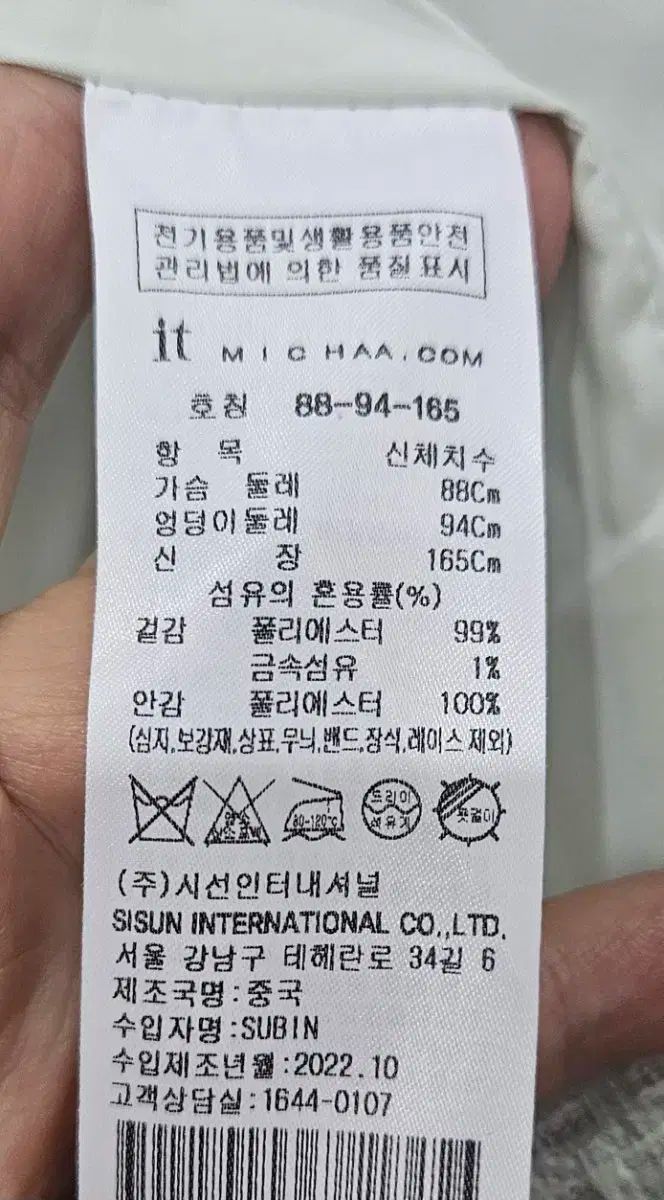 전기용품및생활용품안전
관리법에 의한 품질표시
it MICHAA.COM
호칭 88-94-165
항 목 신체치수
가슴 둘레 88Cm
엉덩이둘레 94Cm
신 장 165Cm
섬유의 혼용률(%)
겉감 폴리에스터 99%
금속섬유 1%
안감 폴리에스터 100%
(심지,보강재,상표,무늬,밴드,장식,레이스 제외)
80-120℃ 드라이 옷걸이
석유계
(주)시선인터내셔널
SISUN INTERNATIONAL CO.,LTD.
서울 강남구 테헤란로 34길 6
제조국명:중국
수입자명:SUBIN
수입제조년월:2022.10
고객상담실:1644-0107